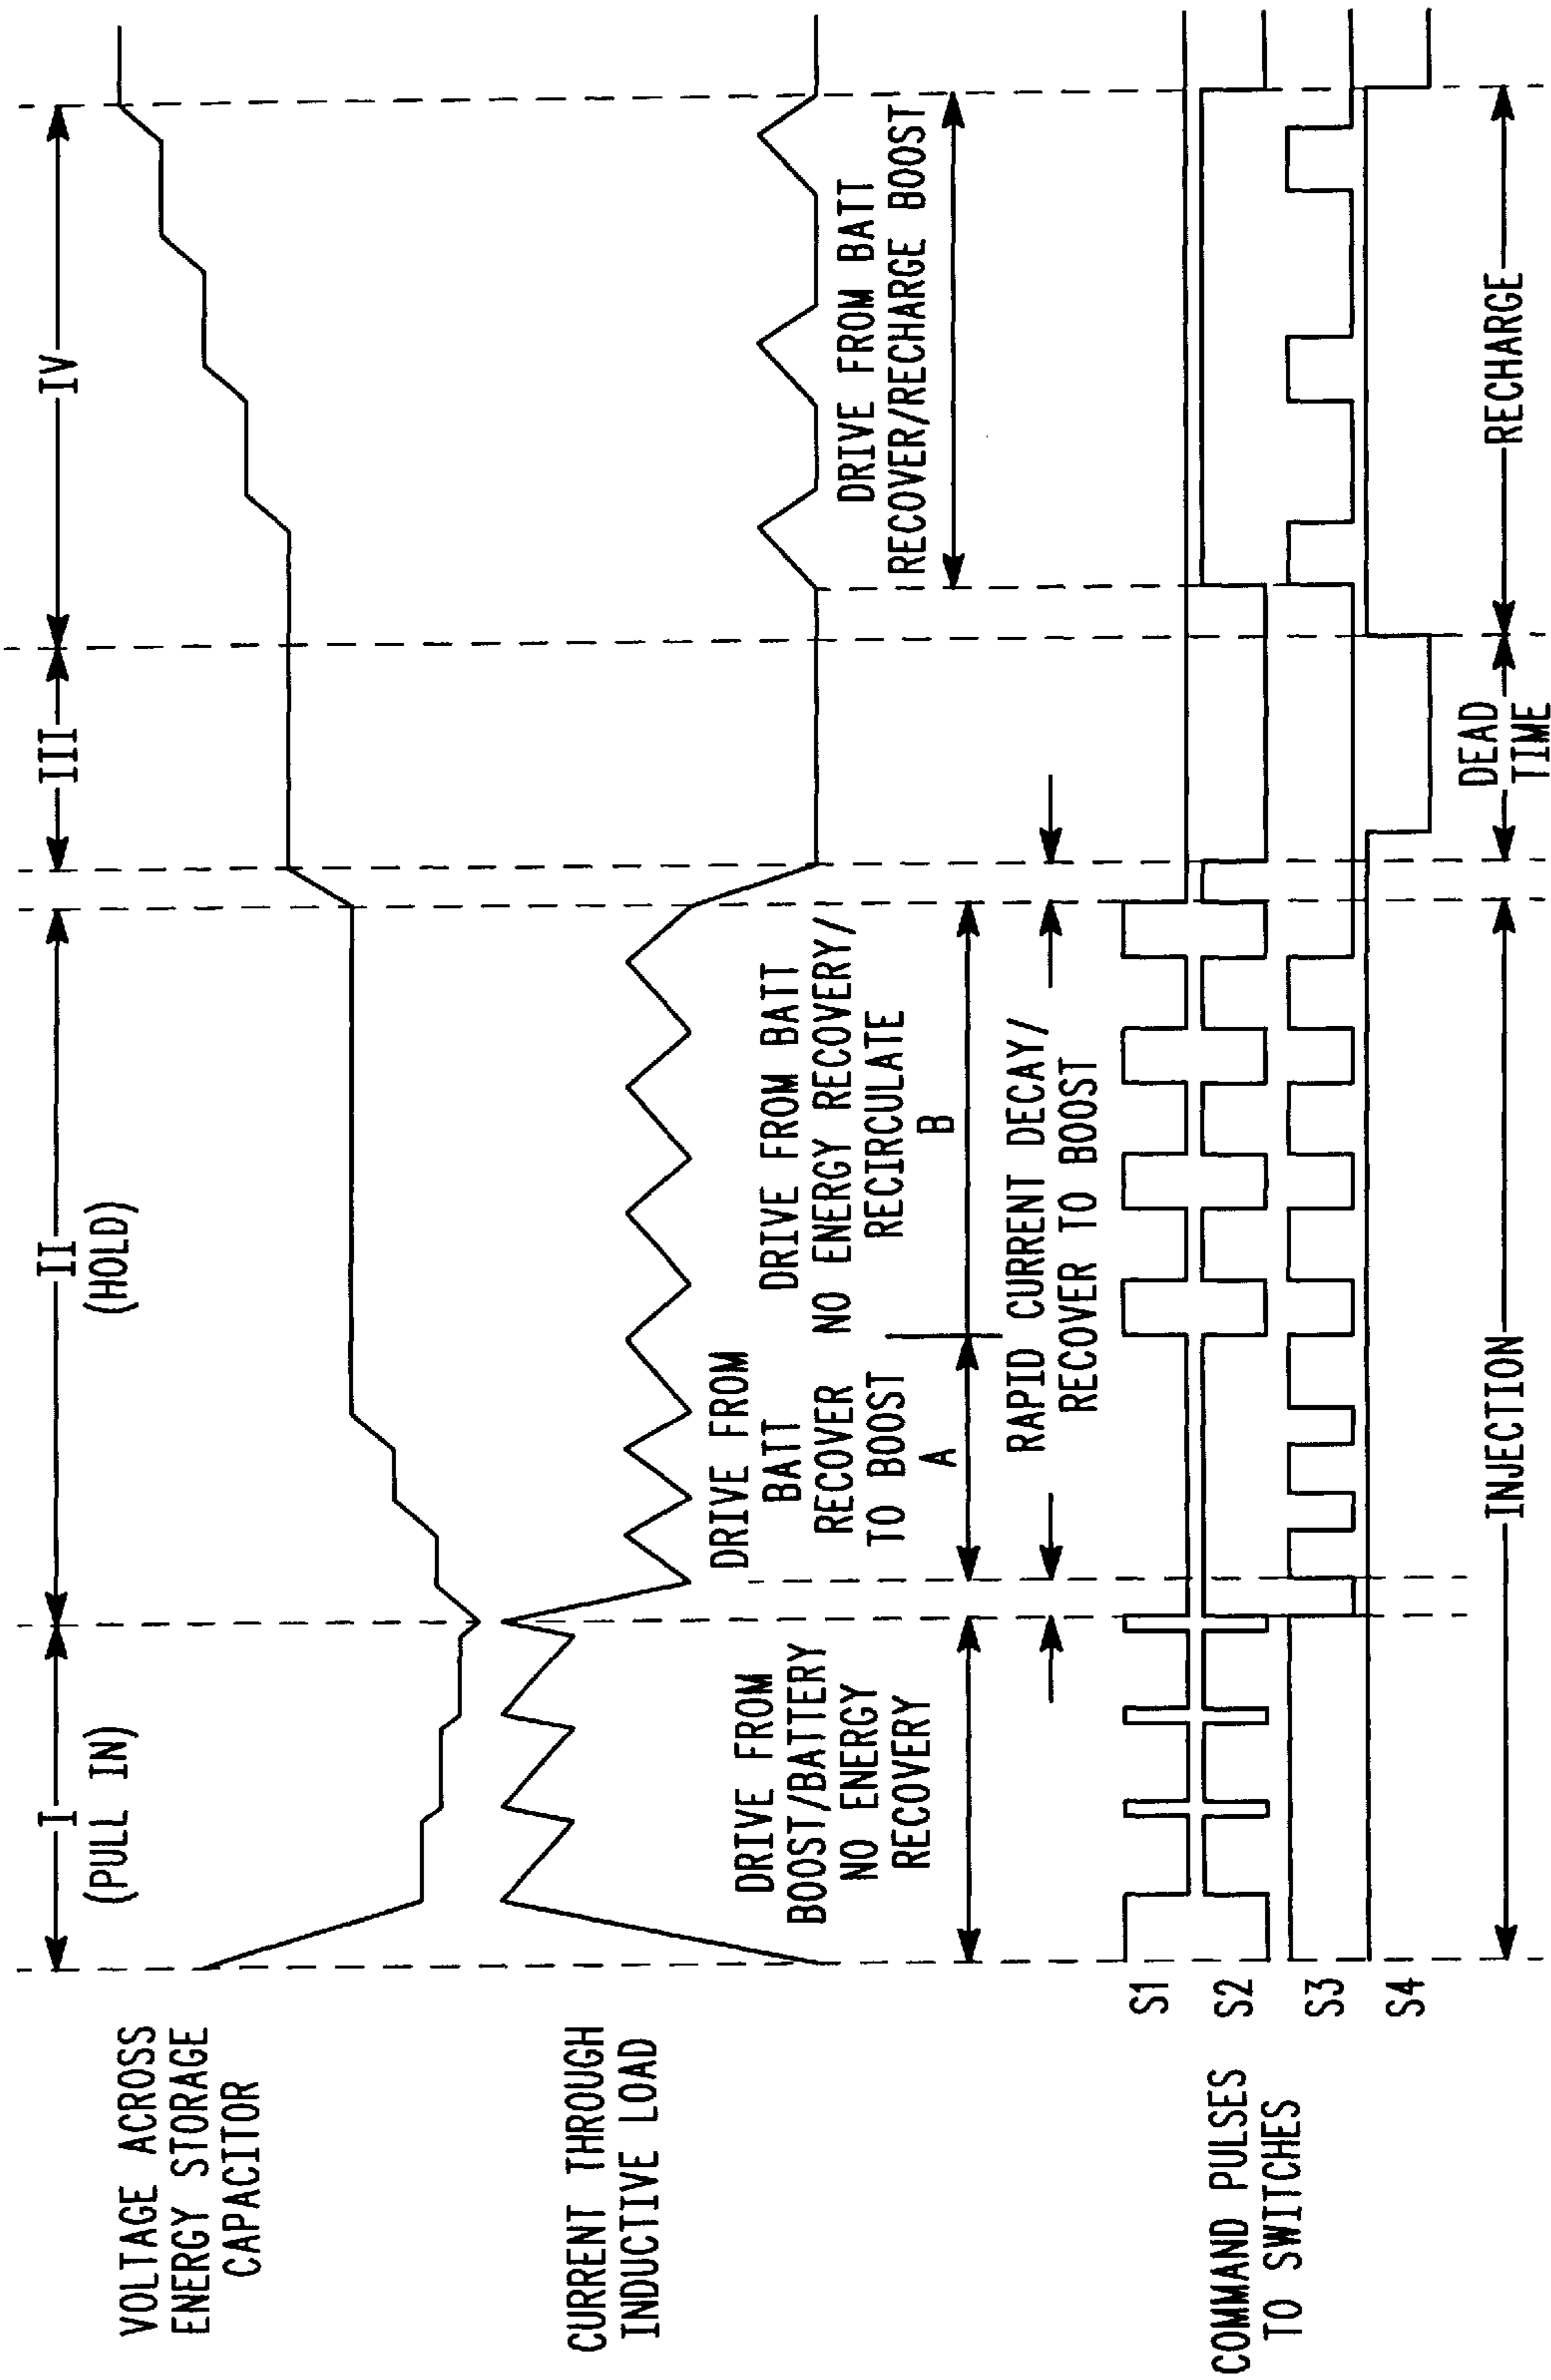 I
(PULL IN)
II
(HOLD)
III
IV
VOLTAGE ACROSS
ENERGY STORAGE
CAPACITOR
CURRENT THROUGH
INDUCTIVE LOAD
DRIVE FROM
BOOST/BATTERY
NO ENERGY
RECOVERY
DRIVE FROM
BATT
RECOVER
TO BOOST
A
DRIVE FROM BATT
NO ENERGY RECOVERY/
RECIRCULATE
B
RAPID CURRENT DECAY/
RECOVER TO BOOST
DRIVE FROM BATT
RECOVER/RECHARGE BOOST
COMMAND PULSES
TO SWITCHES
S1
S2
S3
S4
INJECTION
DEAD
TIME
RECHARGE